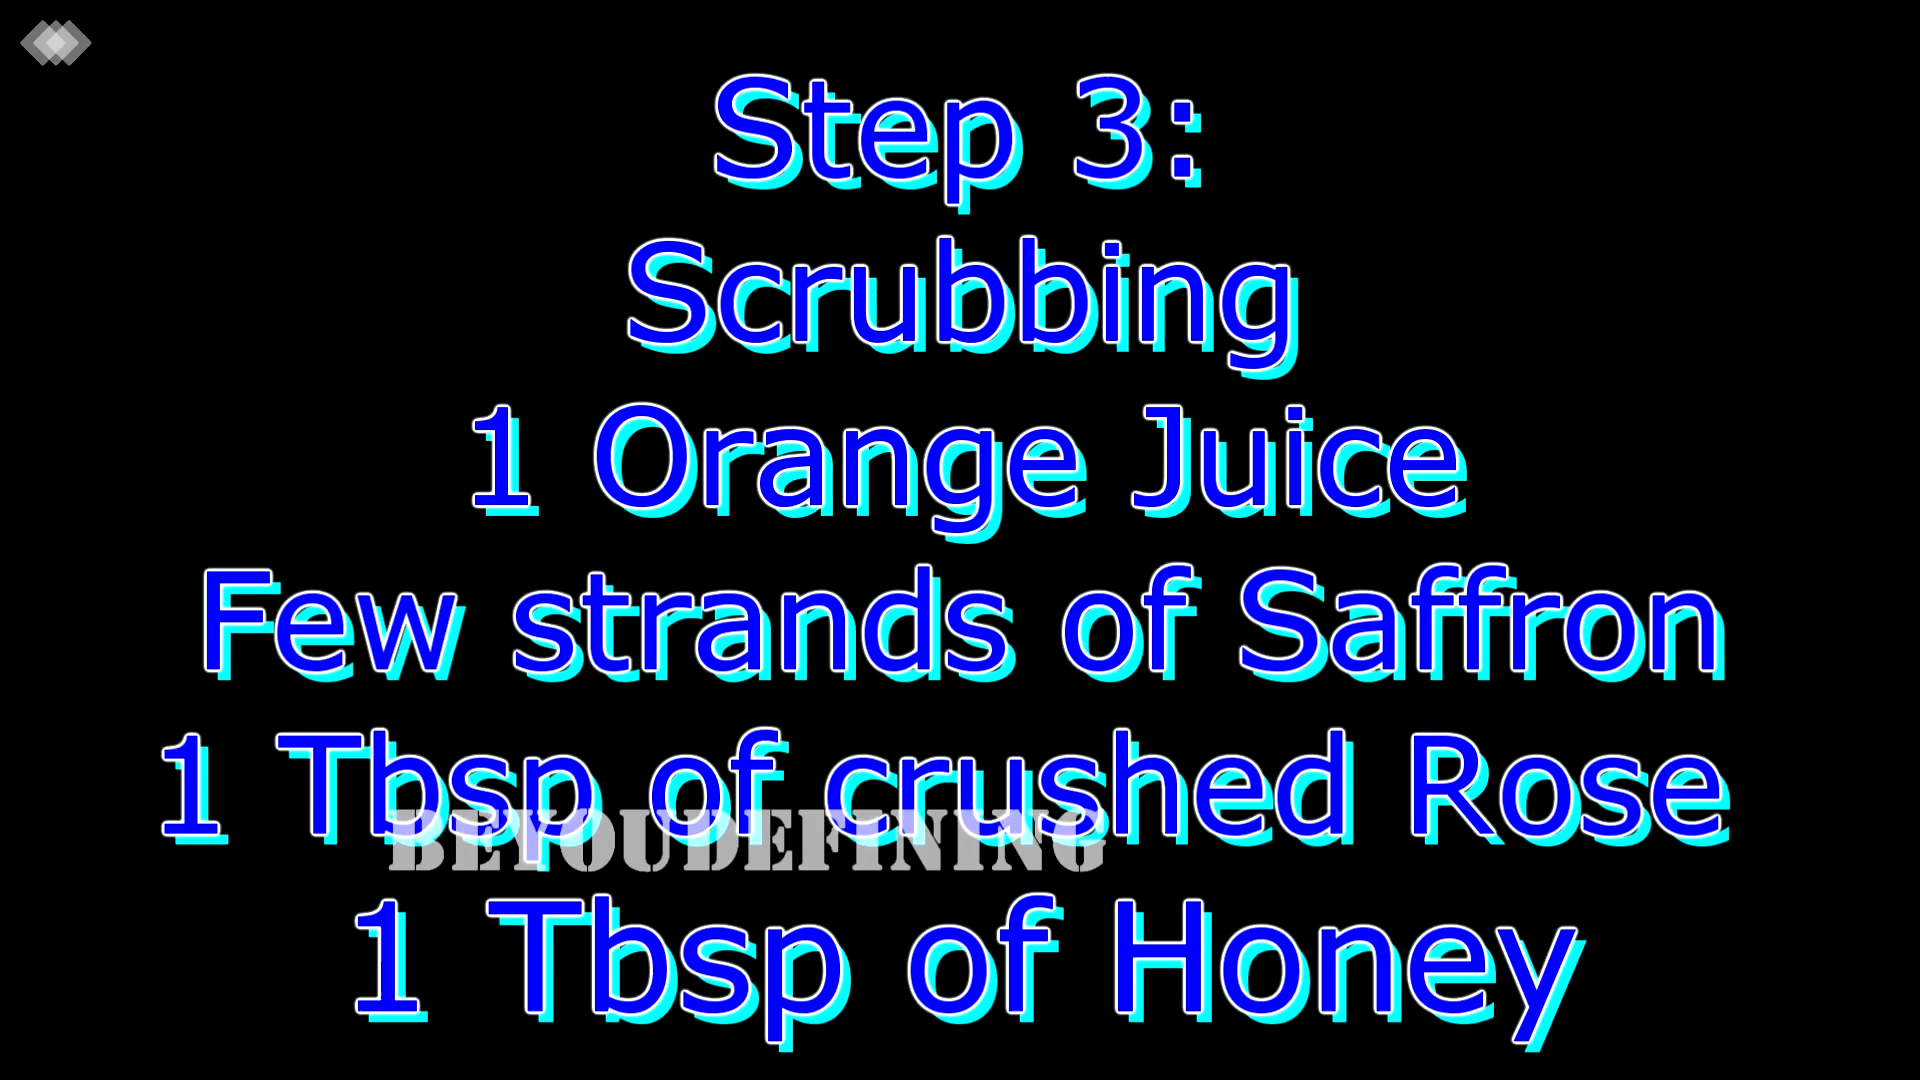 Step 3:
Scrubbing
1 Orange Juice
Few strands of Saffron
1 Tbsp of crushed Rose
BEYOUDEFINING
1 Tbsp of Honey